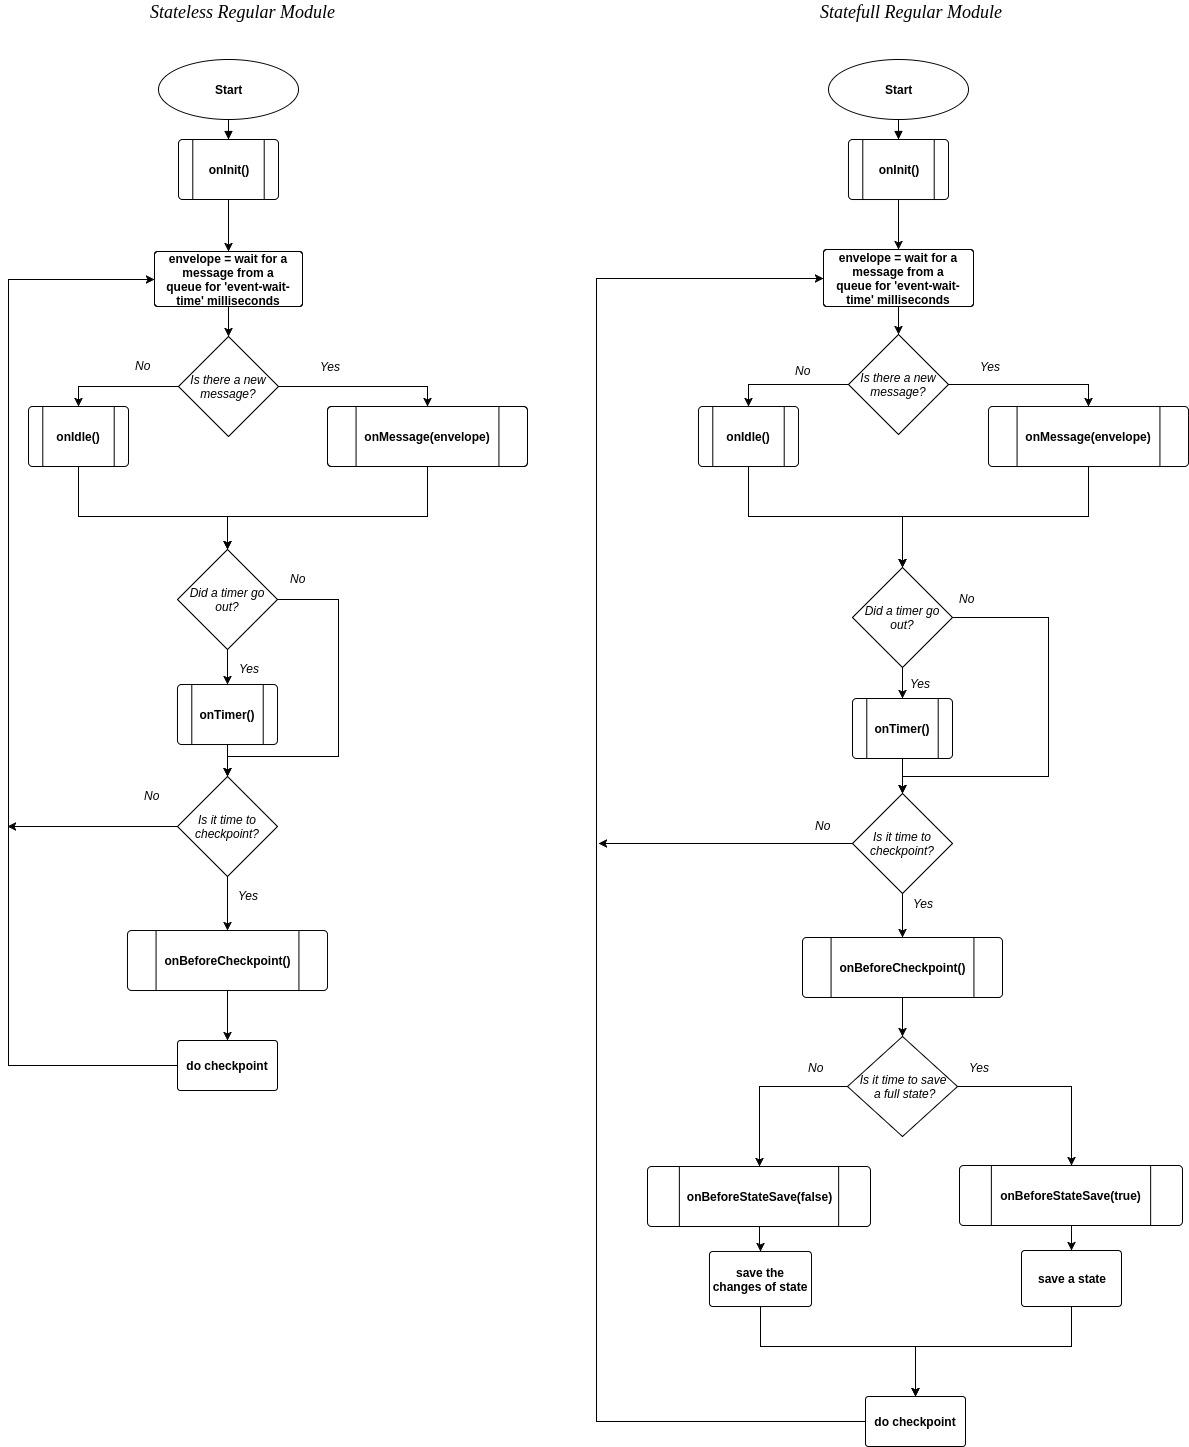 Stateless Regular Module
Start
onInit()
envelope = wait for a
message from a
queue for 'event-wait-
time' milliseconds
Is there a new
message?
No
Yes
onIdle()
onMessage(envelope)
Did a timer go
out?
No
Yes
onTimer()
Is it time to
checkpoint?
No
Yes
onBeforeCheckpoint()
do checkpoint
Statefull Regular Module
Start
onInit()
envelope = wait for a
message from a
queue for 'event-wait-
time' milliseconds
Is there a new
message?
No
Yes
onIdle()
onMessage(envelope)
Did a timer go
out?
No
Yes
onTimer()
Is it time to
checkpoint?
No
Yes
onBeforeCheckpoint()
Is it time to save
a full state?
No
Yes
onBeforeStateSave(false)
onBeforeStateSave(true)
save the
changes of state
save a state
do checkpoint